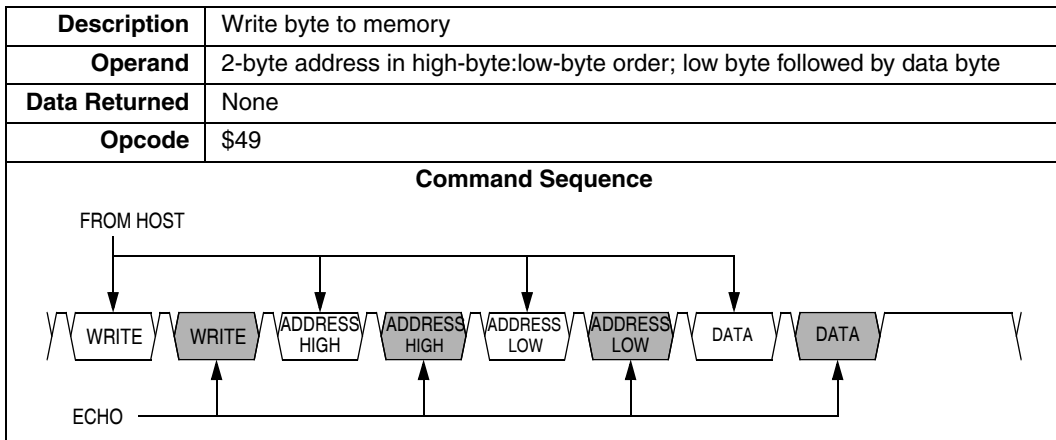 Description Write byte to memory
Operand 2-byte address in high-byte:low-byte order; low byte followed by data byte
Data Returned None
Opcode $49
Command Sequence
FROM HOST
WRITE WRITE ADDRESS HIGH ADDRESS HIGH ADDRESS LOW ADDRESS LOW DATA DATA
ECHO